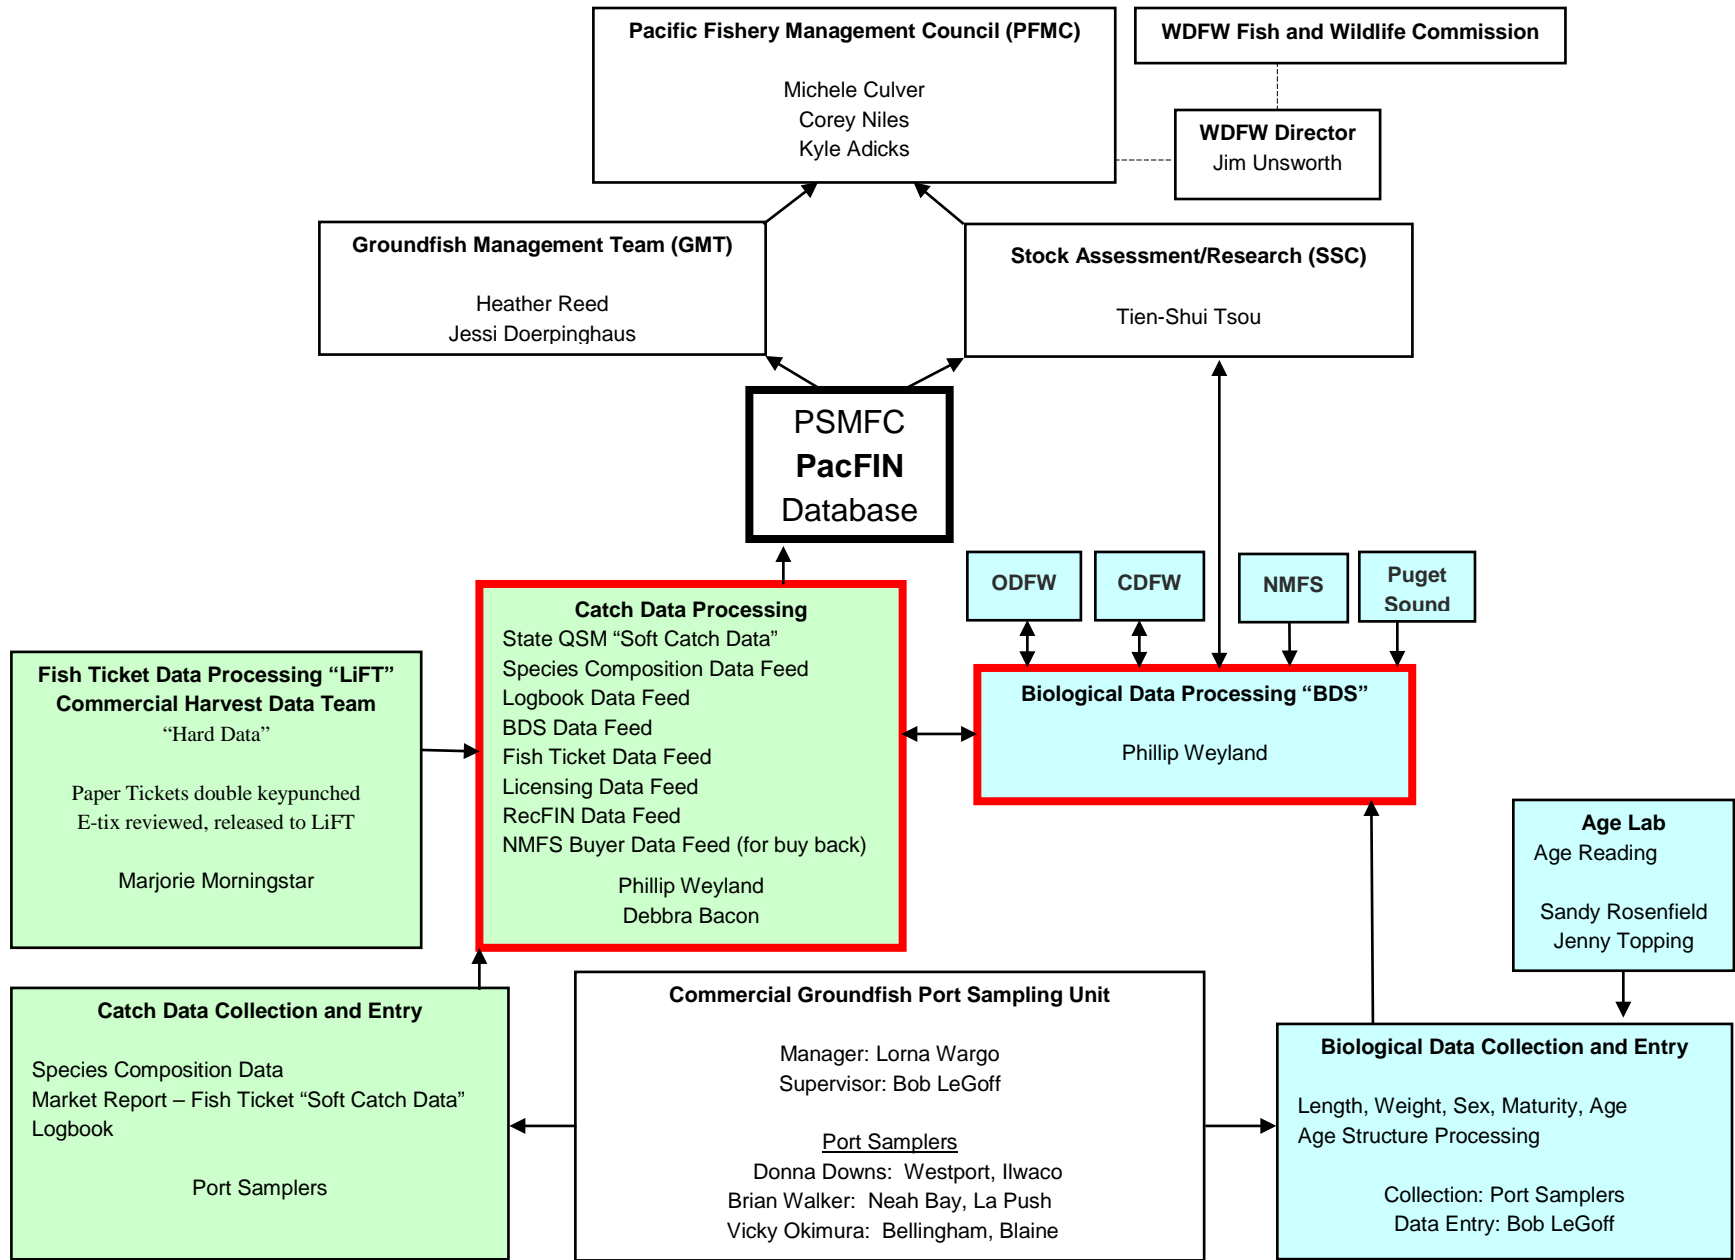 Pacific Fishery Management Council (PFMC)
Michele Culver
Corey Niles
Kyle Adicks
WDFW Fish and Wildlife Commission
WDFW Director
Jim Unsworth
Groundfish Management Team (GMT)
Heather Reed
Jessi Doerpinghaus
Stock Assessment/Research (SSC)
Tien-Shui Tsou
PSMFC
PacFIN
Database
ODFW
CDFW
NMFS
Puget
Sound
Catch Data Processing
State QSM “Soft Catch Data”
Species Composition Data Feed
Logbook Data Feed
BDS Data Feed
Fish Ticket Data Feed
Licensing Data Feed
RecFIN Data Feed
NMFS Buyer Data Feed (for buy back)
Phillip Weyland
Debbra Bacon
Fish Ticket Data Processing “LiFT”
Commercial Harvest Data Team
“Hard Data”
Paper Tickets double keypunched
E-tix reviewed, released to LiFT
Marjorie Morningstar
Biological Data Processing “BDS”
Phillip Weyland
Age Lab
Age Reading
Sandy Rosenfield
Jenny Topping
Catch Data Collection and Entry
Species Composition Data
Market Report – Fish Ticket “Soft Catch Data”
Logbook
Port Samplers
Commercial Groundfish Port Sampling Unit
Manager: Lorna Wargo
Supervisor: Bob LeGoff
Port Samplers
Donna Downs: Westport, Ilwaco
Brian Walker: Neah Bay, La Push
Vicky Okimura: Bellingham, Blaine
Biological Data Collection and Entry
Length, Weight, Sex, Maturity, Age
Age Structure Processing
Collection: Port Samplers
Data Entry: Bob LeGoff